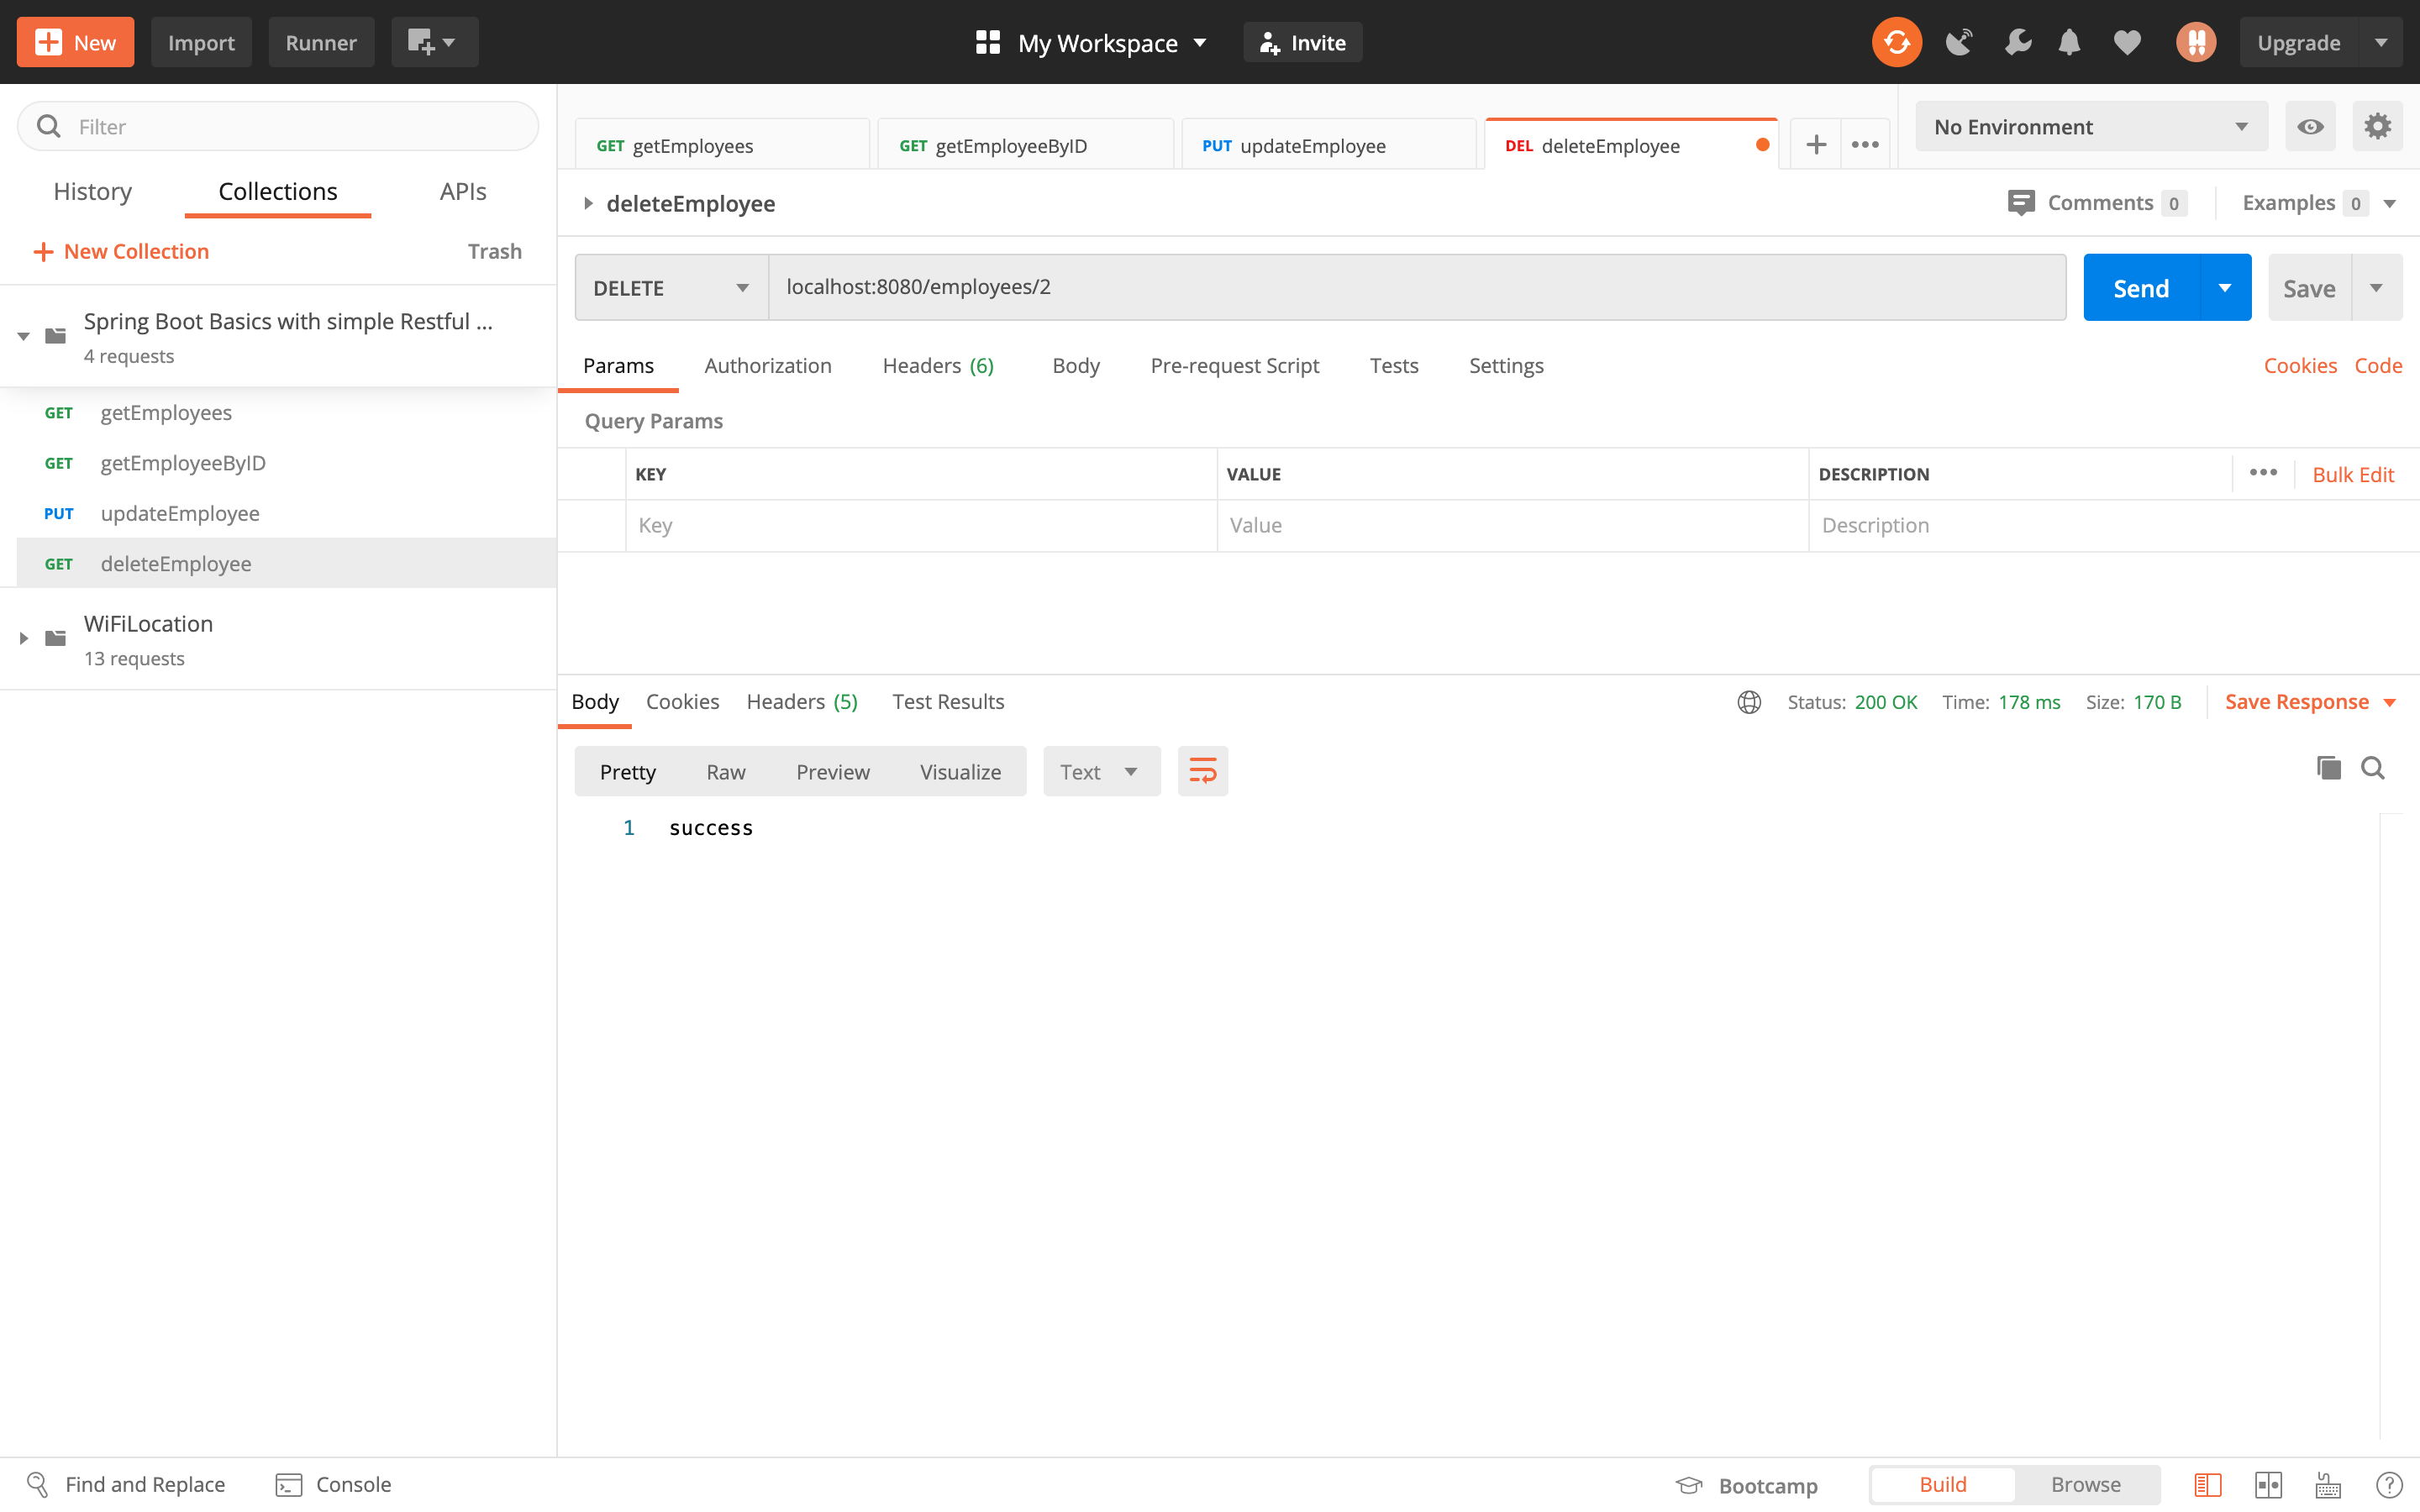 New Import Runner My Workspace Invite Upgrade
Filter
History Collections APIs
New Collection Trash
Spring Boot Basics with simple Restful ...
4 requests
GET getEmployees
GET getEmployeeByID
PUT updateEmployee
GET deleteEmployee
WiFiLocation
13 requests
GET getEmployees GET getEmployeeByID PUT updateEmployee DEL deleteEmployee No Environment
deleteEmployee Comments 0 Examples 0
DELETE localhost:8080/employees/2 Send Save
Params Authorization Headers (6) Body Pre-request Script Tests Settings Cookies Code
Query Params
KEY VALUE DESCRIPTION Bulk Edit
Key Value Description
Body Cookies Headers (5) Test Results Status: 200 OK Time: 178 ms Size: 170 B Save Response
Pretty Raw Preview Visualize Text
1 success
Find and Replace Console Bootcamp Build Browse